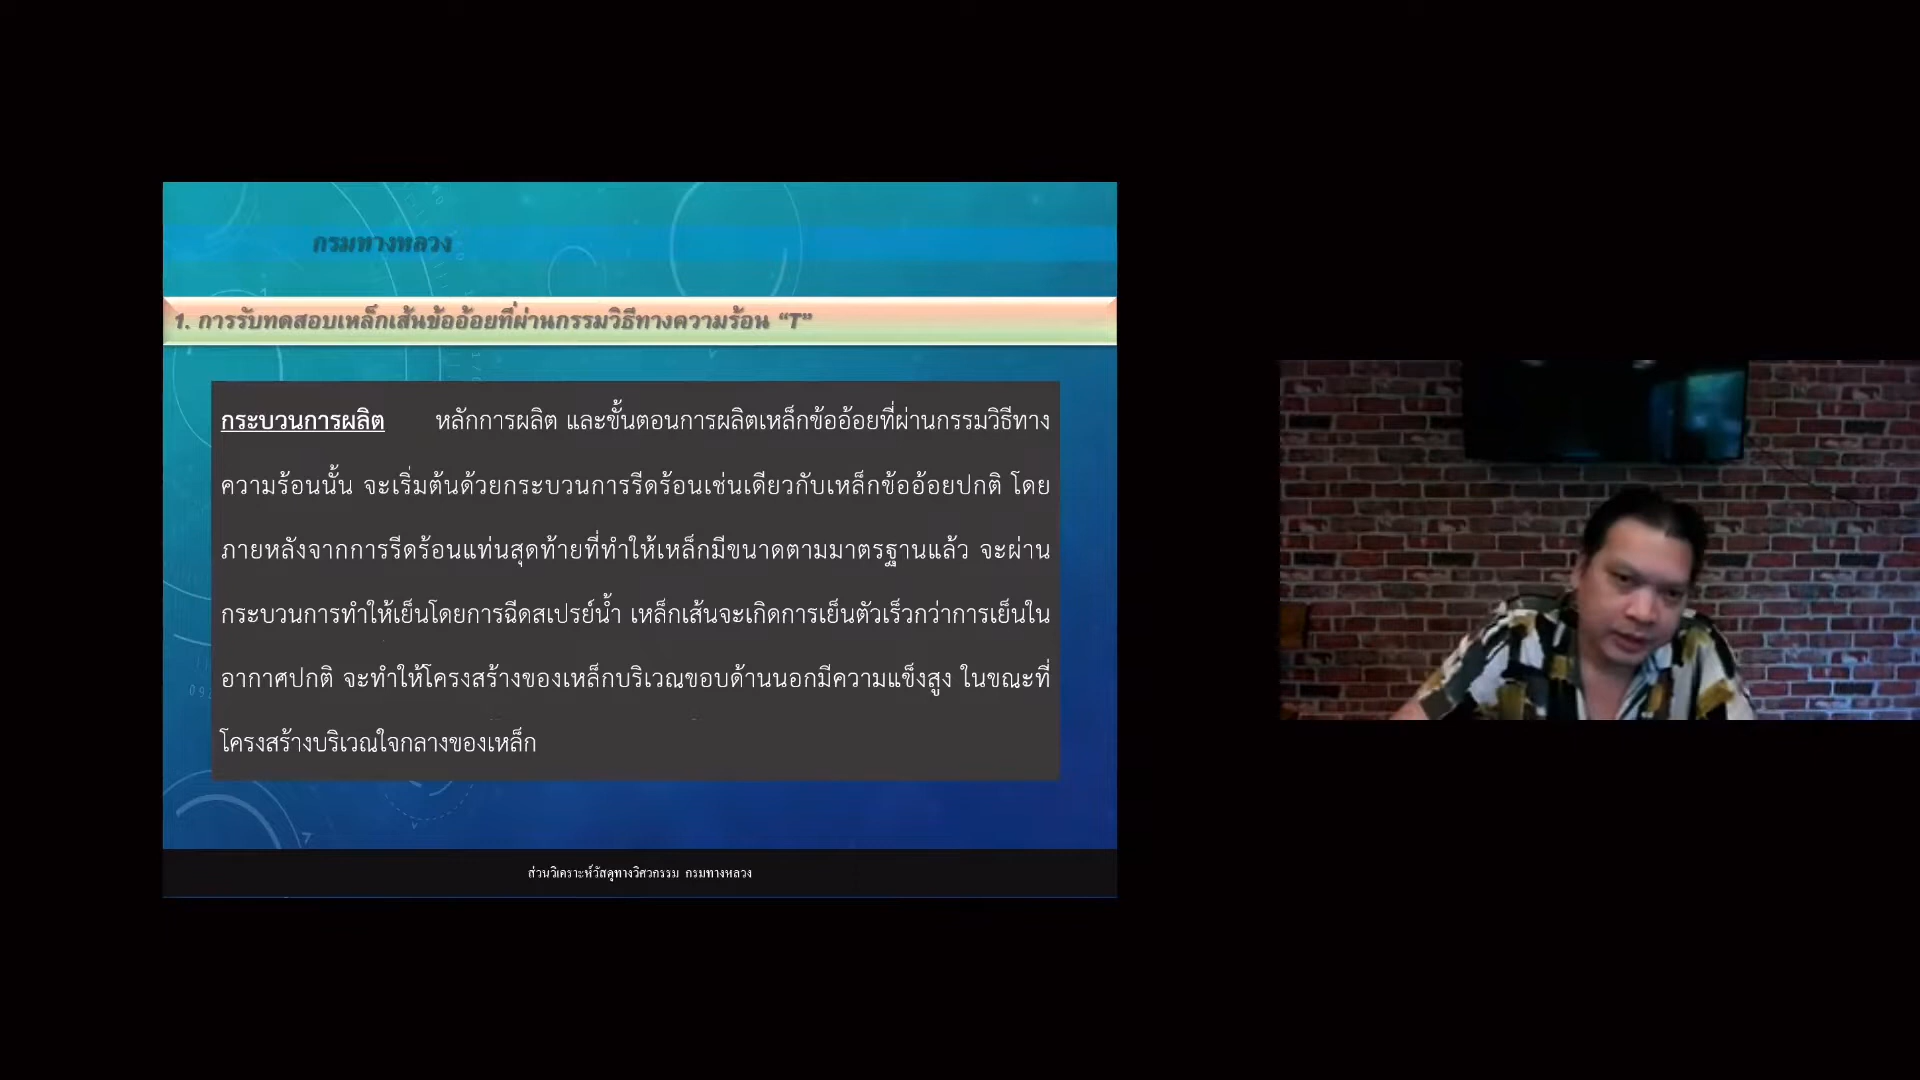 กรมทางหลวง
1. การรับทดสอบเหล็กเส้นข้ออ้อยที่ผ่านกรรมวิธีทางความร้อน “T”
กระบวนการผลิต หลักการผลิต และขั้นตอนการผลิตเหล็กข้ออ้อยที่ผ่านกรรมวิธีทาง
ความร้อนนั้น จะเริ่มต้นด้วยกระบวนการรีดร้อนเช่นเดียวกับเหล็กข้ออ้อยปกติ โดย
ภายหลังจากการรีดร้อนแท่นสุดท้ายที่ทำให้เหล็กมีขนาดตามมาตรฐานแล้ว จะผ่าน
กระบวนการทำให้เย็นโดยการฉีดสเปรย์น้ำ เหล็กเส้นจะเกิดการเย็นตัวเร็วกว่าการเย็นใน
อากาศปกติ จะทำให้โครงสร้างของเหล็กบริเวณขอบด้านนอกมีความแข็งสูง ในขณะที่
โครงสร้างบริเวณใจกลางของเหล็ก
ส่วนวิเคราะห์วัสดุทางวิศวกรรม กรมทางหลวง